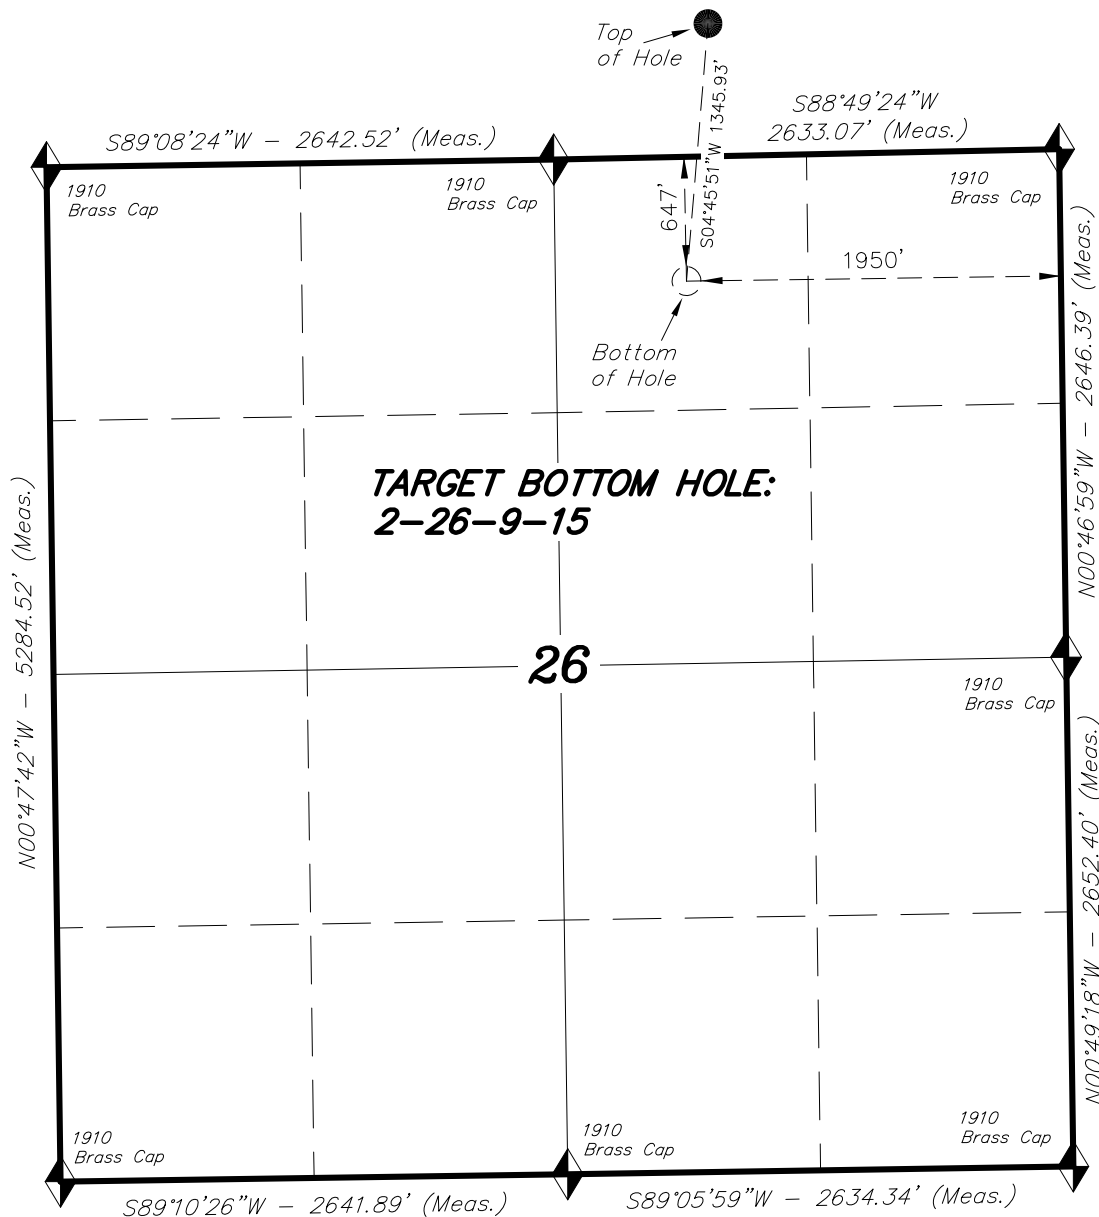 Top
of Hole
S04°45'51"W 1345.93'
S89°08'24"W – 2642.52' (Meas.)
S88°49'24"W
2633.07' (Meas.)
1910
Brass Cap
1910
Brass Cap
1910
Brass Cap
647'
1950'
Bottom
of Hole
N00°46'59"W – 2646.39' (Meas.)
TARGET BOTTOM HOLE:
2-26-9-15
N00°47'42"W – 5284.52' (Meas.)
26
1910
Brass Cap
N00°49'18"W – 2652.40' (Meas.)
1910
Brass Cap
1910
Brass Cap
1910
Brass Cap
S89°10'26"W – 2641.89' (Meas.)
S89°05'59"W – 2634.34' (Meas.)